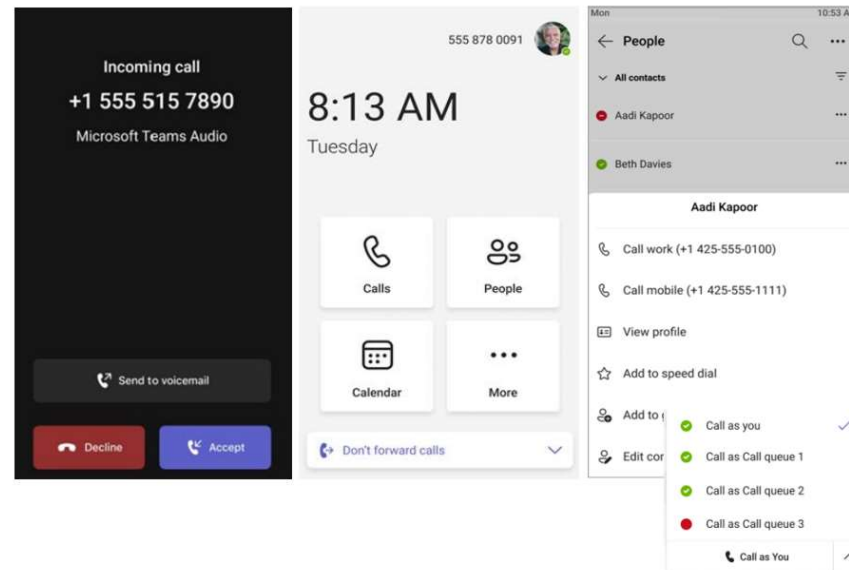 Incoming call
+1 555 515 7890
Microsoft Teams Audio
Send to voicemail
Decline
Accept
555 878 0091
8:13 AM
Tuesday
Calls
People
Calendar
More
Don't forward calls
Mon
10:53
People
All contacts
Aadi Kapoor
Beth Davies
Aadi Kapoor
Call work (+1 425-555-0100)
Call mobile (+1 425-555-1111)
View profile
Add to speed dial
Add to
Edit
Call as you
Call as Call queue 1
Call as Call queue 2
Call as Call queue 3
Call as You